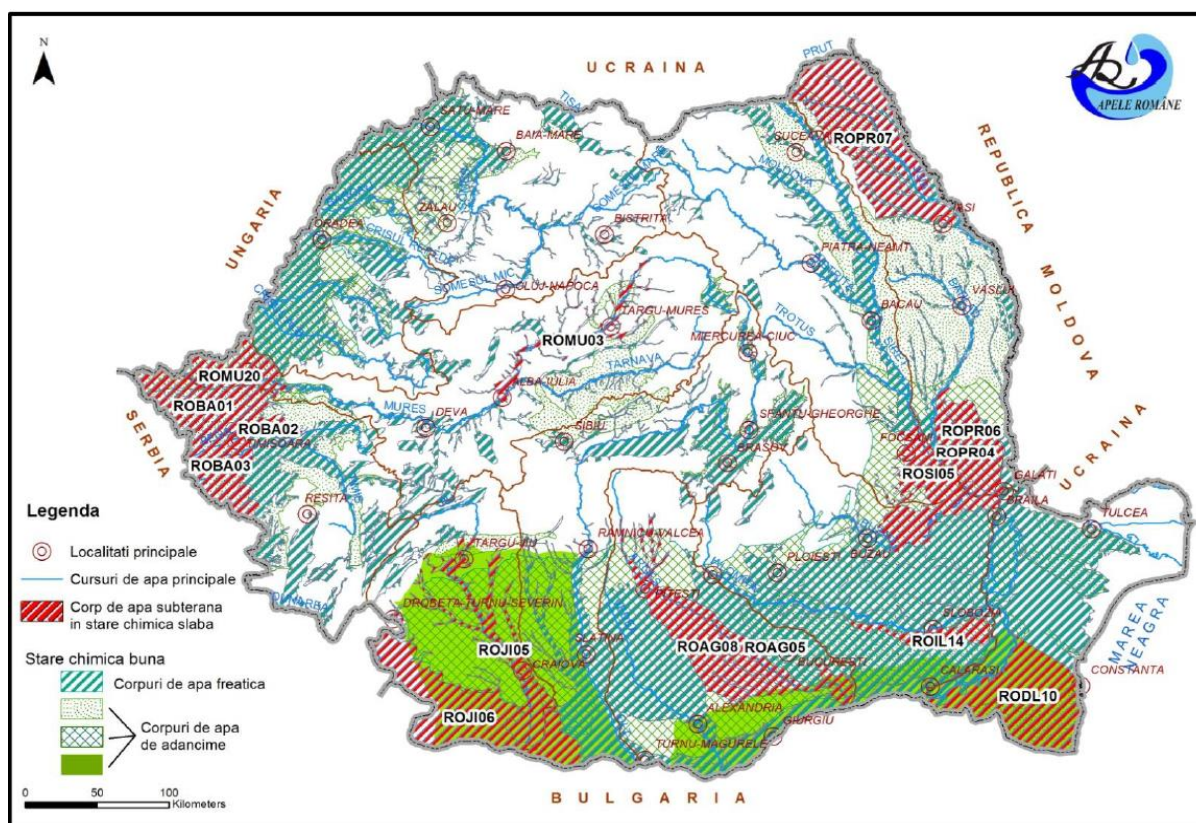 N
UCRAINA
PRUT
APELE ROMÂNE
TISA
SATU-MARE
BAIA-MARE
SUCEAVA
ROPR07
REPUBLICA MOLDOVA
MOLDOVA
UNGARIA
ZALAU
ORADEA
BISTRITA
IASI
PIATRA-NEAMT
SOMESUL MIC
CLUJ-NAPOCA
VASLUI
BACAU
TARGU-MURES
TROTUS
ROMU03
MIERCUREA-CIUC
TARNAVA
ROMU20
ALBA IULIA
ROBA01
MURES
DEVA
SFANTU-GHEORGHE
SERBIA
ROBA02
TIMISOARA
SIBIU
FOCSANI
ROPR06
ROPR04
ROBA03
BRASOV
ROSI05
UCRAINA
GALATI
RESITA
BRAILA
TULCEA
Legenda
Localitati principale
Cursuri de apa principale
Corp de apa subterana
in stare chimica slaba
Stare chimica buna
Corpuri de apa freatica
Corpuri de apa
de adancime
0 50 100
Kilometers
TARGU-JIU
RAMNICU-VALCEA
PLOIESTI
BUZAU
DUNAREA
DROBETA-TURNU-SEVERIN
PITESTI
SLOBOZIA
ROIL14
MAREA NEAGRA
SLATINA
ROJI05
CRAIOVA
ROAG08
ROAG05
BUCURESTI
CALARASI
CONSTANTA
RODL10
ROJI06
ALEXANDRIA
GIURGIU
TURNU-MAGURELE
BULGARIA